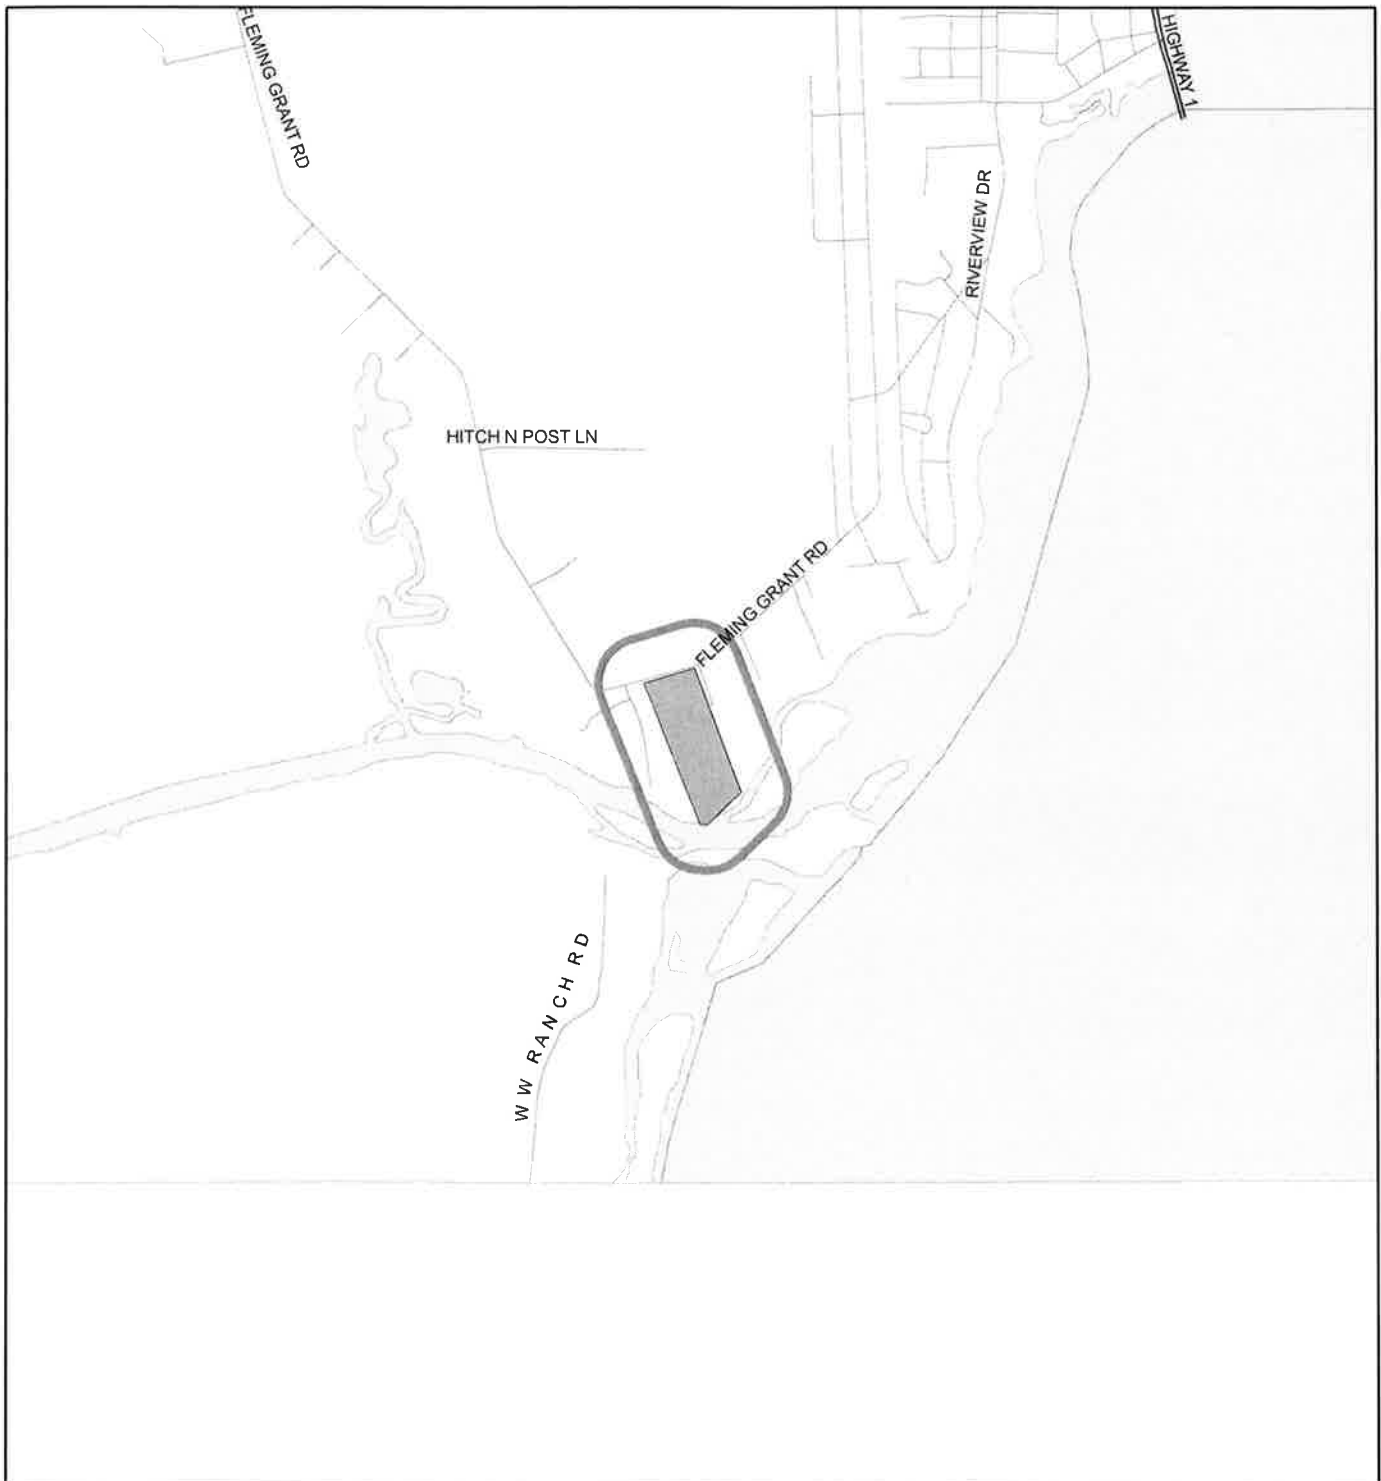 FLEMING GRANT RD
HIGHWAY 1
RIVERVIEW DR
HITCH N POST LN
FLEMING GRANT RD
W W RANCH RD